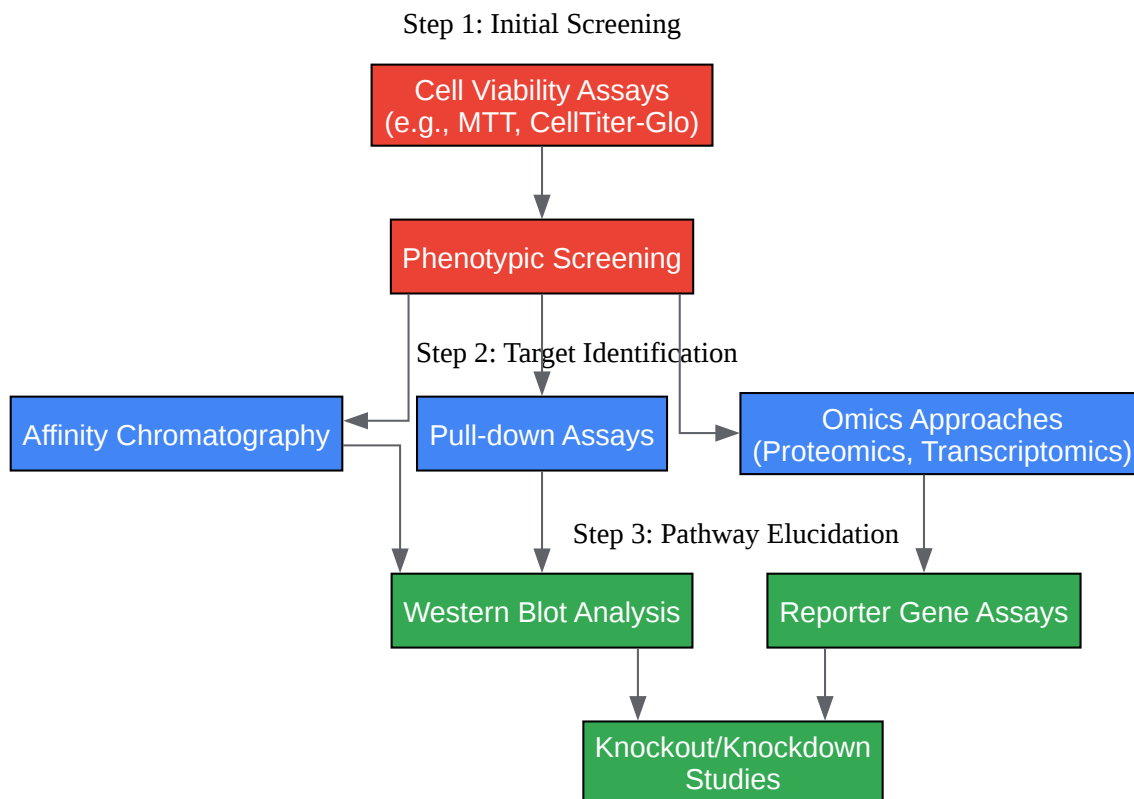 Step 1: Initial Screening
Cell Viability Assays
(e.g., MTT, CellTiter-Glo)
Phenotypic Screening
Step 2: Target Identification
Affinity Chromatography
Pull-down Assays
Omics Approaches
(Proteomics, Transcriptomics)
Step 3: Pathway Elucidation
Western Blot Analysis
Reporter Gene Assays
Knockout/Knockdown
Studies